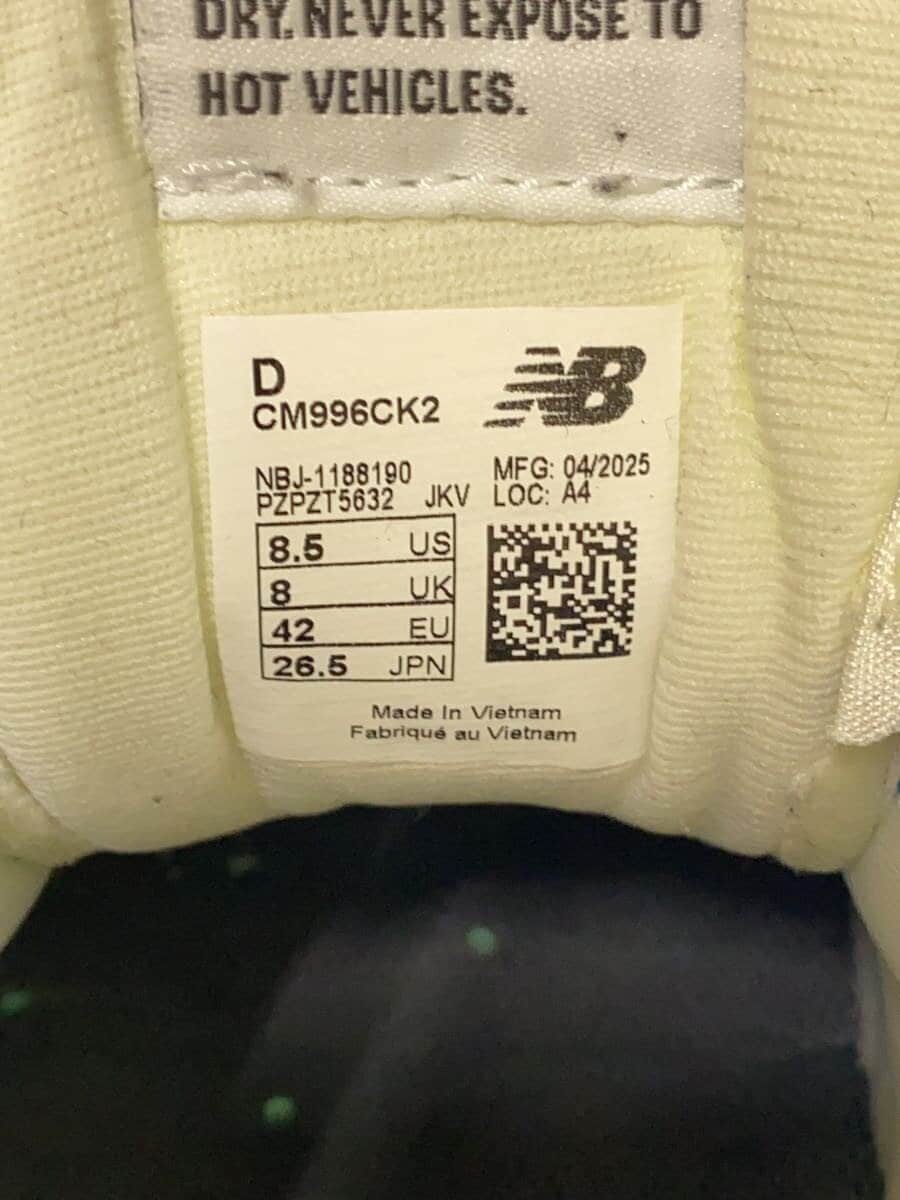 DRY. NEVER EXPOSE TO
HOT VEHICLES.
D
CM996CK2
NB
NBJ-1188190
PZPZT5632 JKV
MFG: 04/2025
LOC: A4
8.5 US
8 UK
42 EU
26.5 JPN
Made In Vietnam
Fabriqué au Vietnam